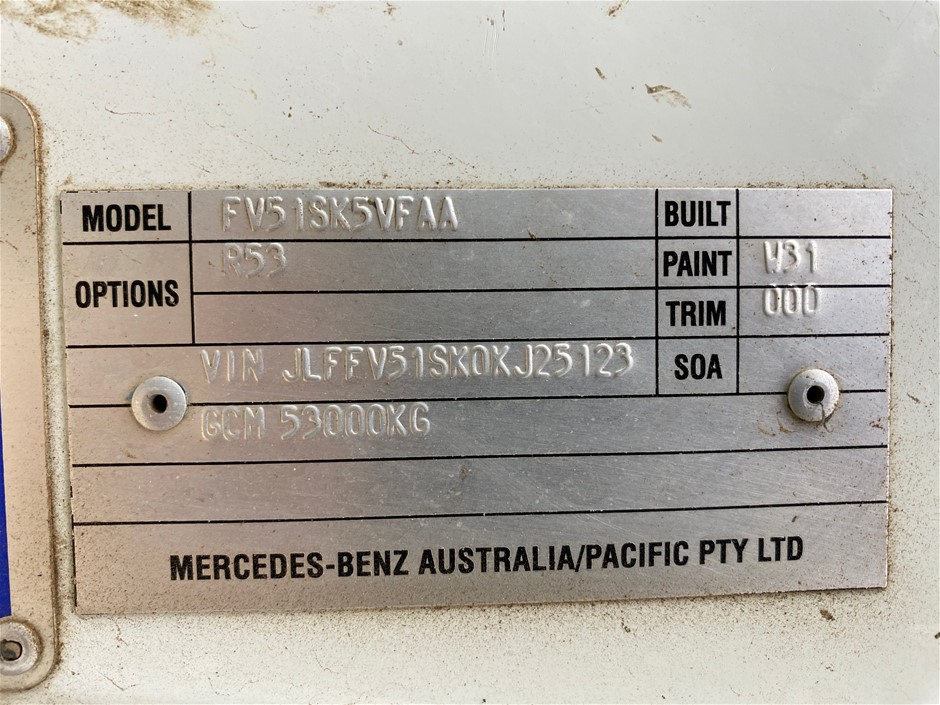 MODEL FV51SK5VFAA BUILT
OPTIONS R53 PAINT W31
TRIM 000
VIN JLFFV51SK0KJ25123 SOA
GCM 53000KG
MERCEDES-BENZ AUSTRALIA/PACIFIC PTY LTD